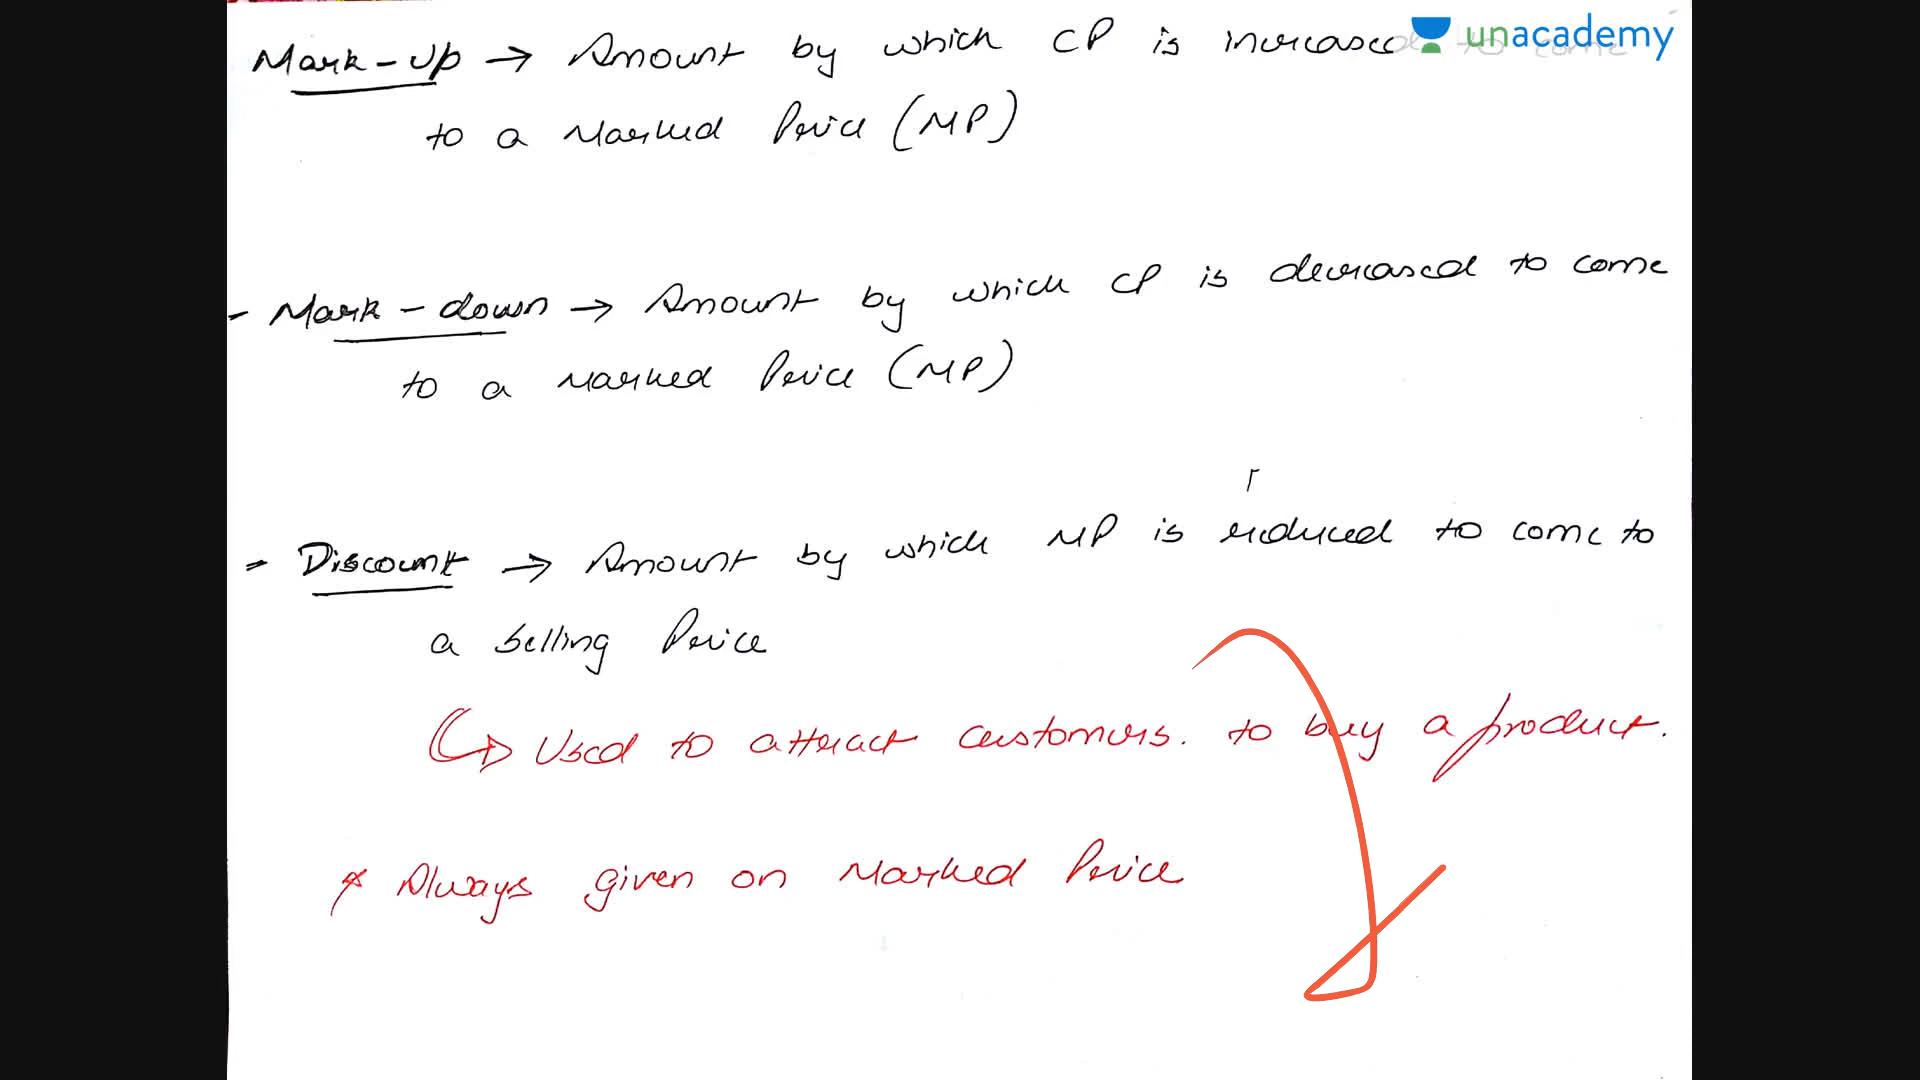 Mark-up → Amount by which CP is increased to come
unacademy
to a Marked Price (MP)
- Mark-down → Amount by which CP is decreased to come
to a Marked Price (MP)
- Discount → Amount by which MP is reduced to come to
a Selling Price
↳ Used to attract customers. to buy a product.
* Always given on Marked Price